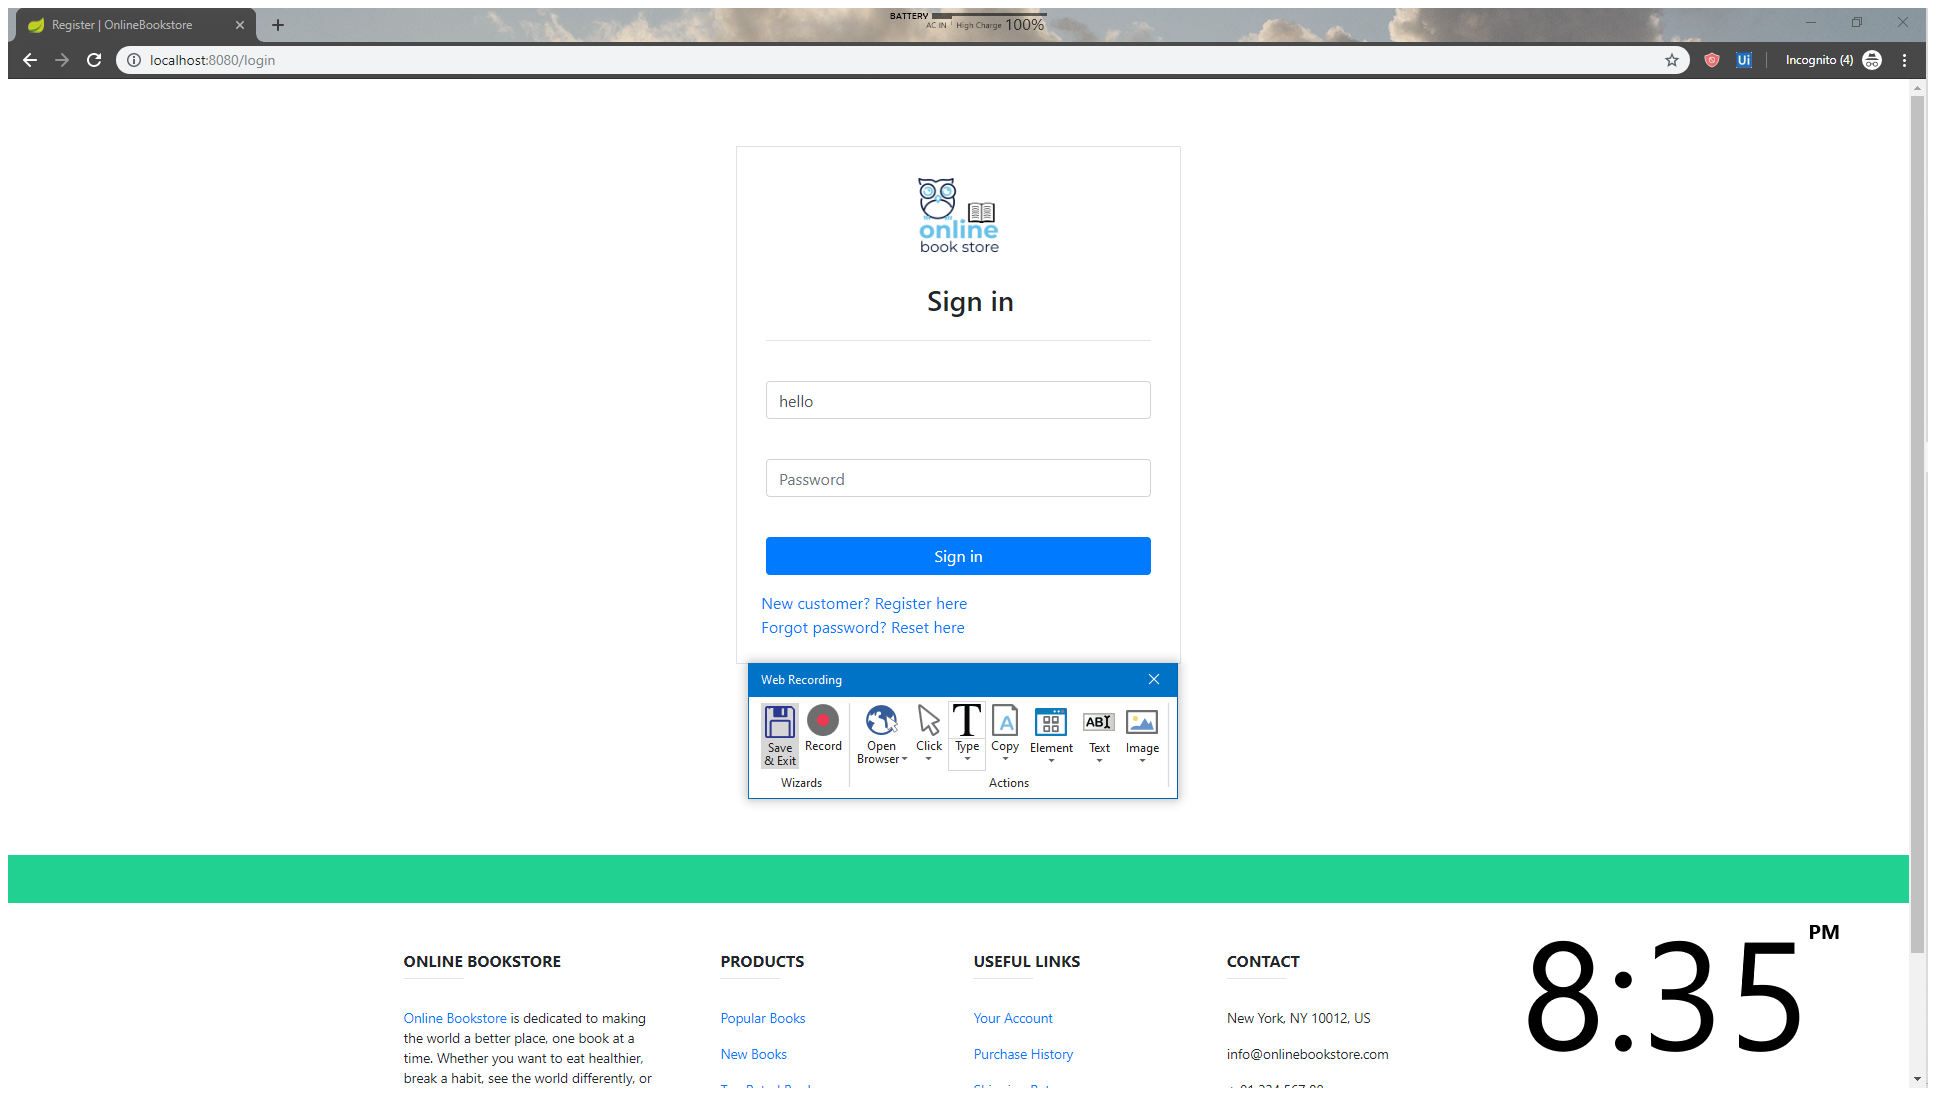 Register | OnlineBookstore
BATTERY
AC IN / High Charge 100%
localhost:8080/login
Ui
Incognito (4)
online
book store
Sign in
hello
Password
Sign in
New customer? Register here
Forgot password? Reset here
Web Recording
Save & Exit
Record
Open Browser
Click
Type
Copy
Element
Text
Image
Wizards
Actions
8:35 PM
ONLINE BOOKSTORE
Online Bookstore is dedicated to making
the world a better place, one book at a
time. Whether you want to eat healthier,
break a habit, see the world differently, or
PRODUCTS
Popular Books
New Books
USEFUL LINKS
Your Account
Purchase History
CONTACT
New York, NY 10012, US
info@onlinebookstore.com